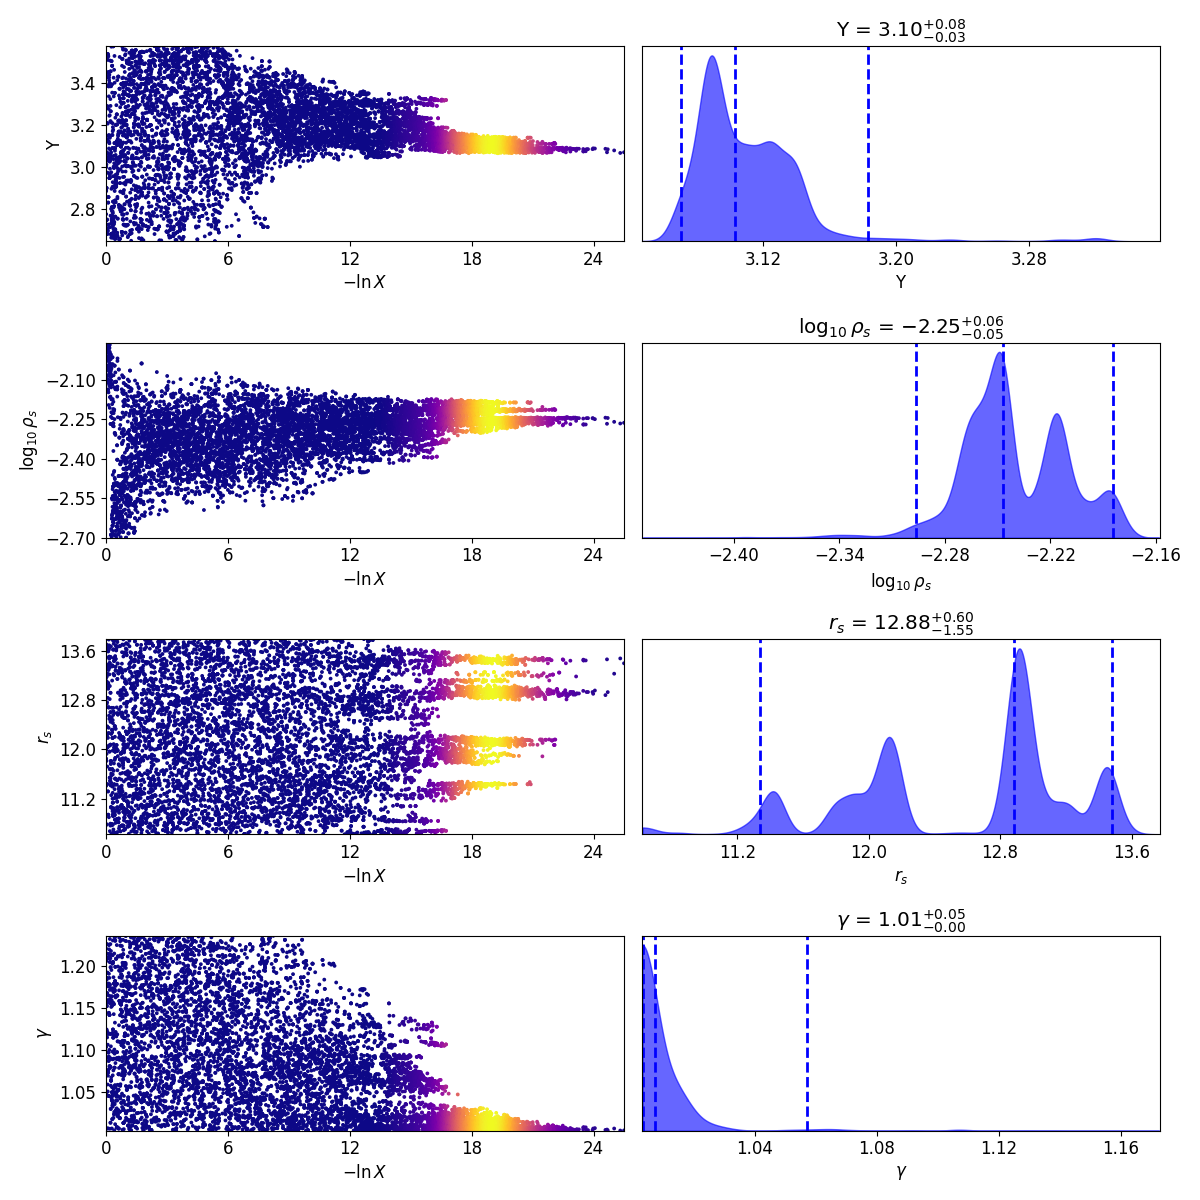 Y = 3.10$^{+0.08}_{-0.03}$
Y
3.4
3.2
3.0
2.8
0 6 12 18 24
−ln X
3.12 3.20 3.28
Y
log₁₀ ρₛ = −2.25$^{+0.06}_{-0.05}$
log₁₀ ρₛ
−2.10
−2.25
−2.40
−2.55
−2.70
0 6 12 18 24
−ln X
−2.40 −2.34 −2.28 −2.22 −2.16
log₁₀ ρₛ
rₛ = 12.88$^{+0.60}_{-1.55}$
rₛ
13.6
12.8
12.0
11.2
0 6 12 18 24
−ln X
11.2 12.0 12.8 13.6
rₛ
γ = 1.01$^{+0.05}_{-0.00}$
γ
1.20
1.15
1.10
1.05
0 6 12 18 24
−ln X
1.04 1.08 1.12 1.16
γ